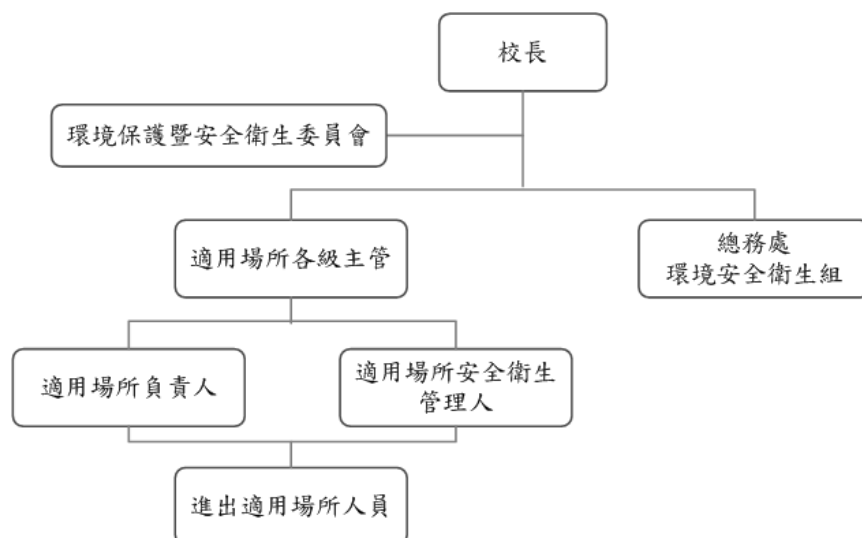 校長
環境保護暨安全衛生委員會
適用場所各級主管
總務處
環境安全衛生組
適用場所負責人
適用場所安全衛生
管理人
進出適用場所人員